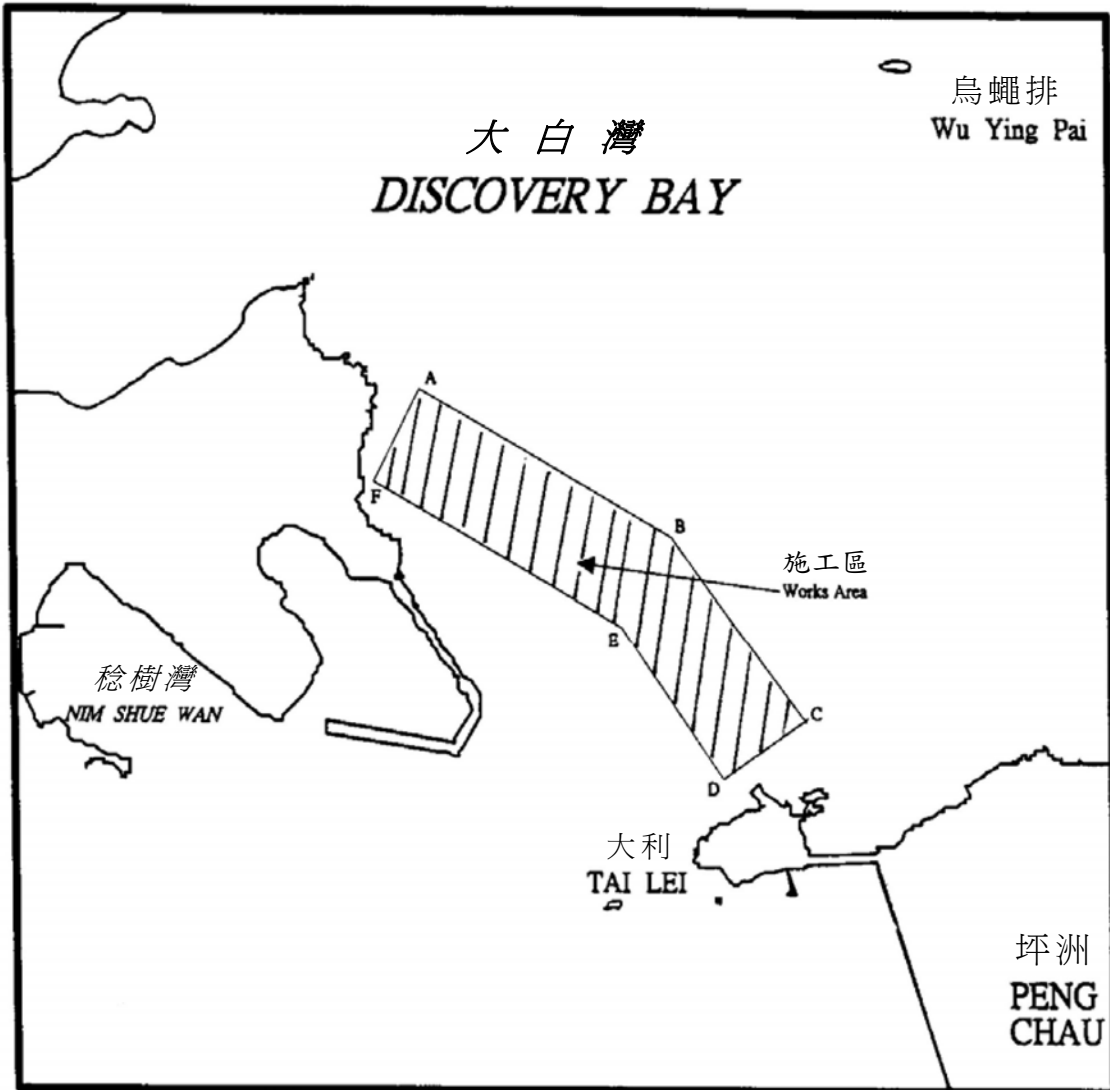 烏蠅排
Wu Ying Pai
大白灣
DISCOVERY BAY
A
F
B
施工區
Works Area
E
稔樹灣
NIM SHUE WAN
C
D
大利
TAI LEI
坪洲
PENG
CHAU